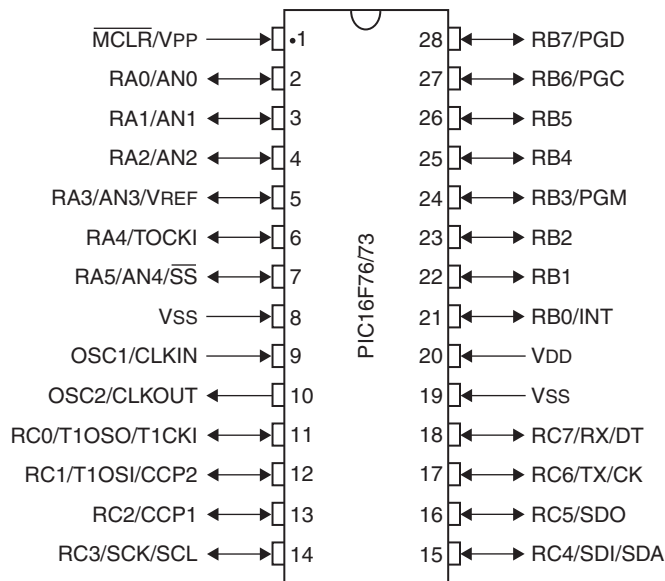 MCLR/VPP •1 28 RB7/PGD
RA0/AN0 2 27 RB6/PGC
RA1/AN1 3 26 RB5
RA2/AN2 4 25 RB4
RA3/AN3/VREF 5 24 RB3/PGM
RA4/TOCKI 6 23 RB2
RA5/AN4/SS 7 22 RB1
VSS 8 21 RB0/INT
OSC1/CLKIN 9 20 VDD
OSC2/CLKOUT 10 19 VSS
RC0/T1OSO/T1CKI 11 18 RC7/RX/DT
RC1/T1OSI/CCP2 12 17 RC6/TX/CK
RC2/CCP1 13 16 RC5/SDO
RC3/SCK/SCL 14 15 RC4/SDI/SDA
PIC16F76/73